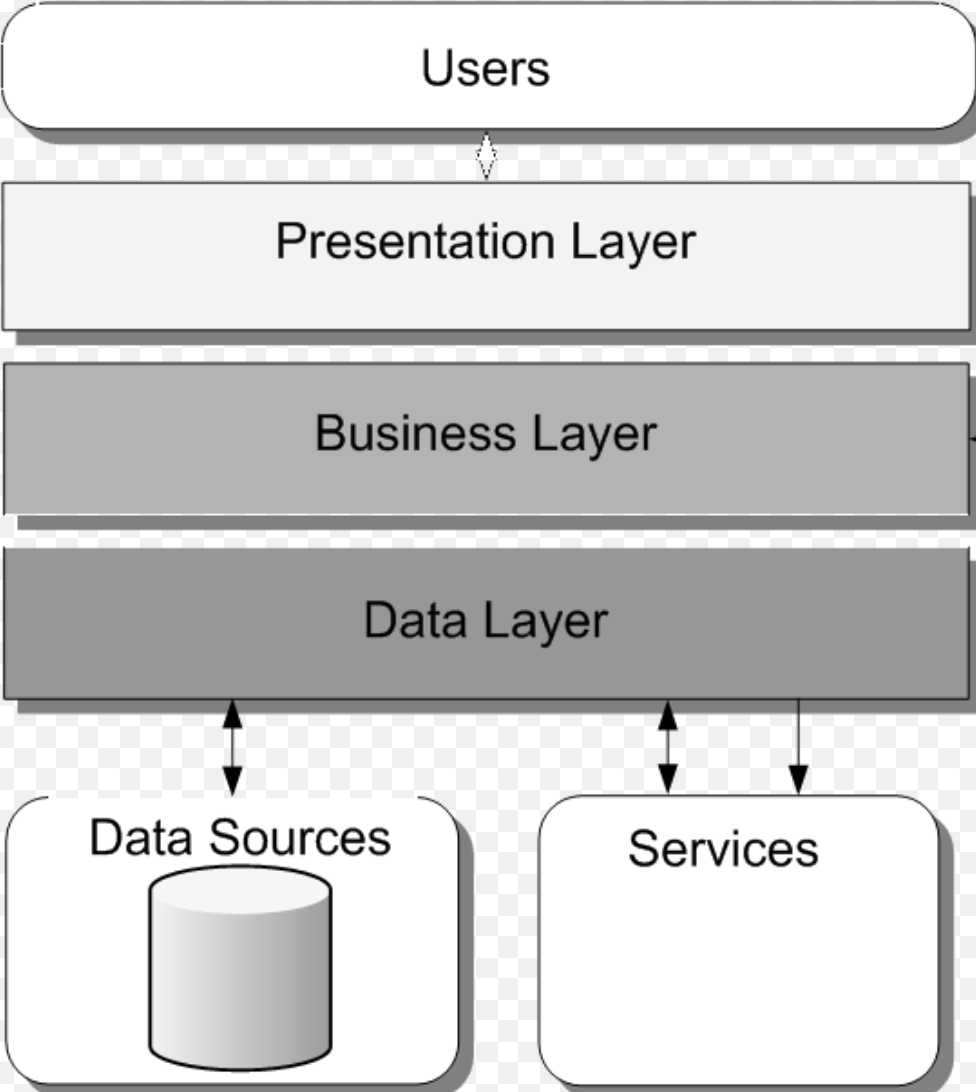 Users
Presentation Layer
Business Layer
Data Layer
Data Sources
Services